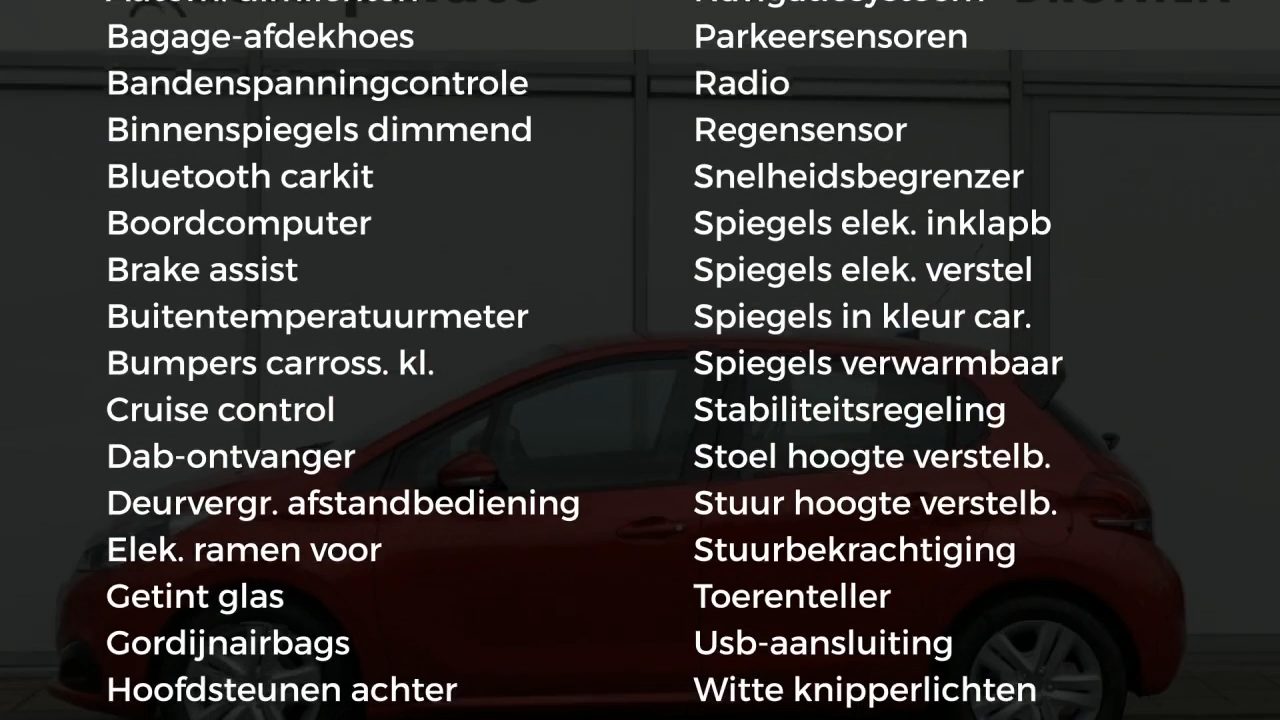 Bagage-afdekhoes
Bandenspanningcontrole
Binnenspiegels dimmend
Bluetooth carkit
Boordcomputer
Brake assist
Buitentemperatuurmeter
Bumpers carross. kl.
Cruise control
Dab-ontvanger
Deurvergr. afstandbediening
Elek. ramen voor
Getint glas
Gordijnairbags
Hoofdsteunen achter
Navigatiesysteem
Parkeersensoren
Radio
Regensensor
Snelheidsbegrenzer
Spiegels elek. inklapb
Spiegels elek. verstel
Spiegels in kleur car.
Spiegels verwarmbaar
Stabiliteitsregeling
Stoel hoogte verstelb.
Stuur hoogte verstelb.
Stuurbekrachtiging
Toerenteller
Usb-aansluiting
Witte knipperlichten